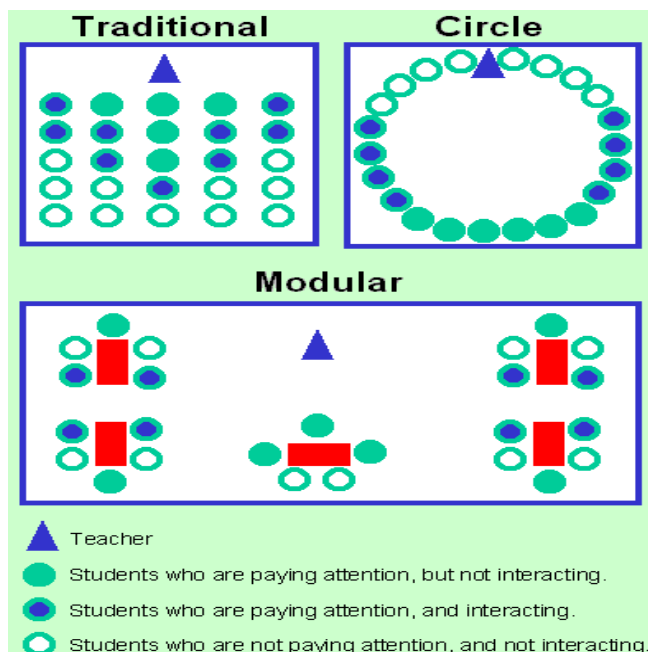 Traditional
Circle
Modular
Teacher
Students who are paying attention, but not interacting.
Students who are paying attention, and interacting.
Students who are not paying attention, and not interacting.